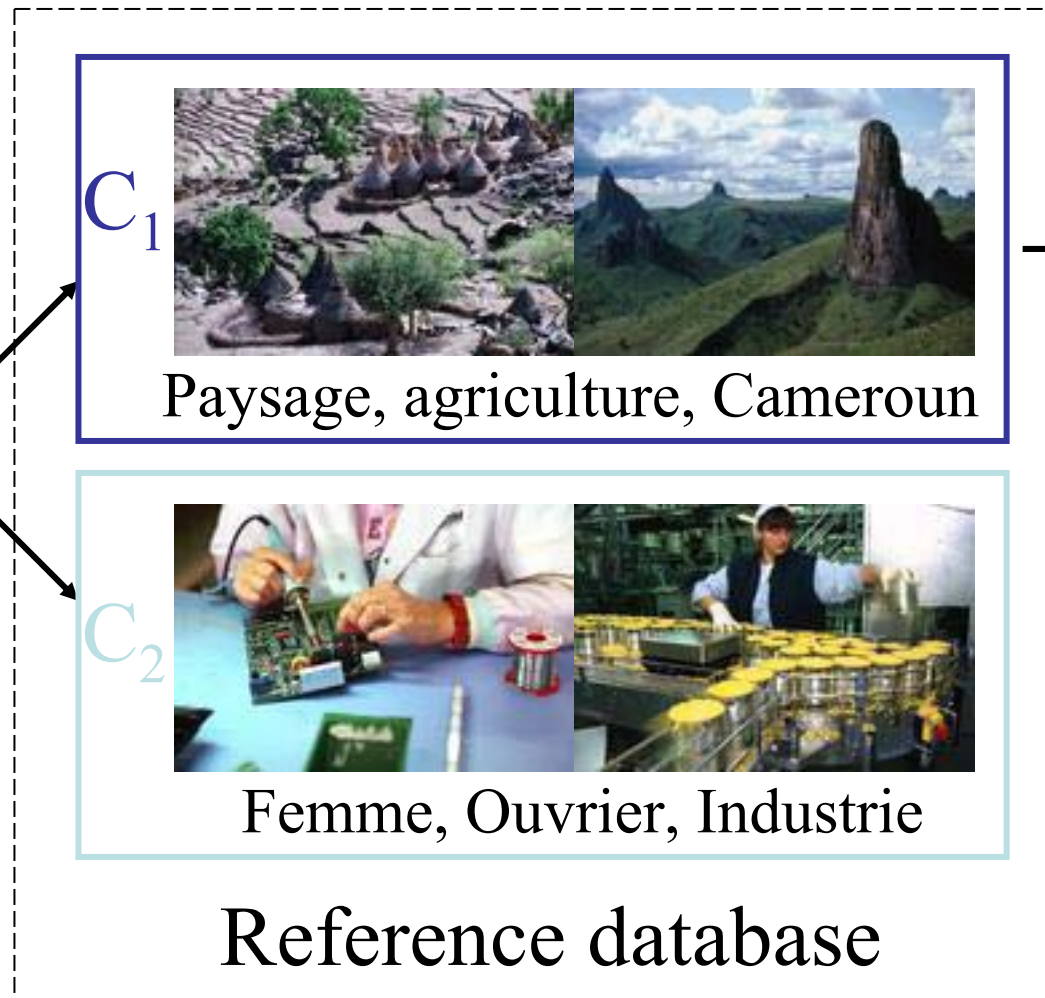 C1
Paysage, agriculture, Cameroun
C2
Femme, Ouvrier, Industrie
Reference database